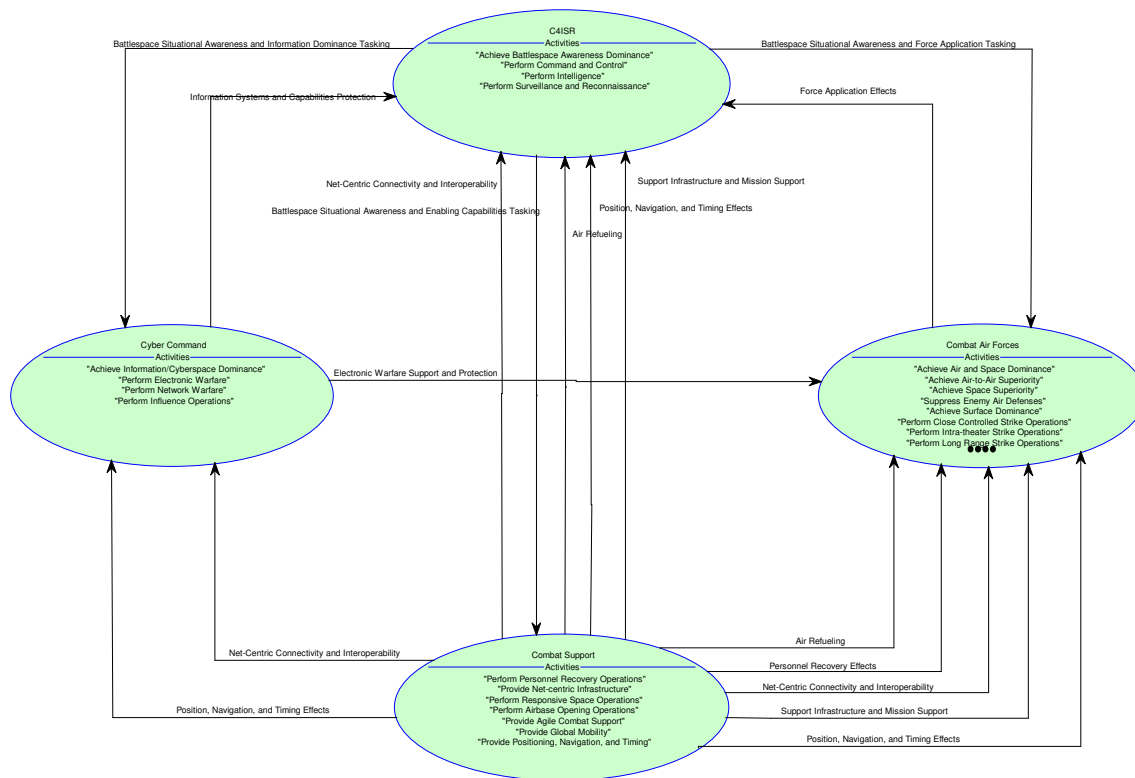 C4ISR
Activities
"Achieve Battlespace Awareness Dominance"
"Perform Command and Control"
"Perform Intelligence"
"Perform Surveillance and Reconnaissance"
Battlespace Situational Awareness and Information Dominance Tasking
Battlespace Situational Awareness and Force Application Tasking
Information Systems and Capabilities Protection
Force Application Effects
Net-Centric Connectivity and Interoperability
Support Infrastructure and Mission Support
Battlespace Situational Awareness and Enabling Capabilities Tasking
Position, Navigation, and Timing Effects
Air Refueling
Cyber Command
Activities
"Achieve Information/Cyberspace Dominance"
"Perform Electronic Warfare"
"Perform Network Warfare"
"Perform Influence Operations"
Electronic Warfare Support and Protection
Combat Air Forces
Activities
"Achieve Air and Space Dominance"
"Achieve Air-to-Air Superiority"
"Achieve Space Superiority"
"Suppress Enemy Air Defenses"
"Achieve Surface Dominance"
"Perform Close Controlled Strike Operations"
"Perform Intra-theater Strike Operations"
"Perform Long Range Strike Operations"
Net-Centric Connectivity and Interoperability
Position, Navigation, and Timing Effects
Combat Support
Activities
"Perform Personnel Recovery Operations"
"Provide Net-centric Infrastructure"
"Perform Responsive Space Operations"
"Perform Airbase Opening Operations"
"Provide Agile Combat Support"
"Provide Global Mobility"
"Provide Positioning, Navigation, and Timing"
Air Refueling
Personnel Recovery Effects
Net-Centric Connectivity and Interoperability
Support Infrastructure and Mission Support
Position, Navigation, and Timing Effects